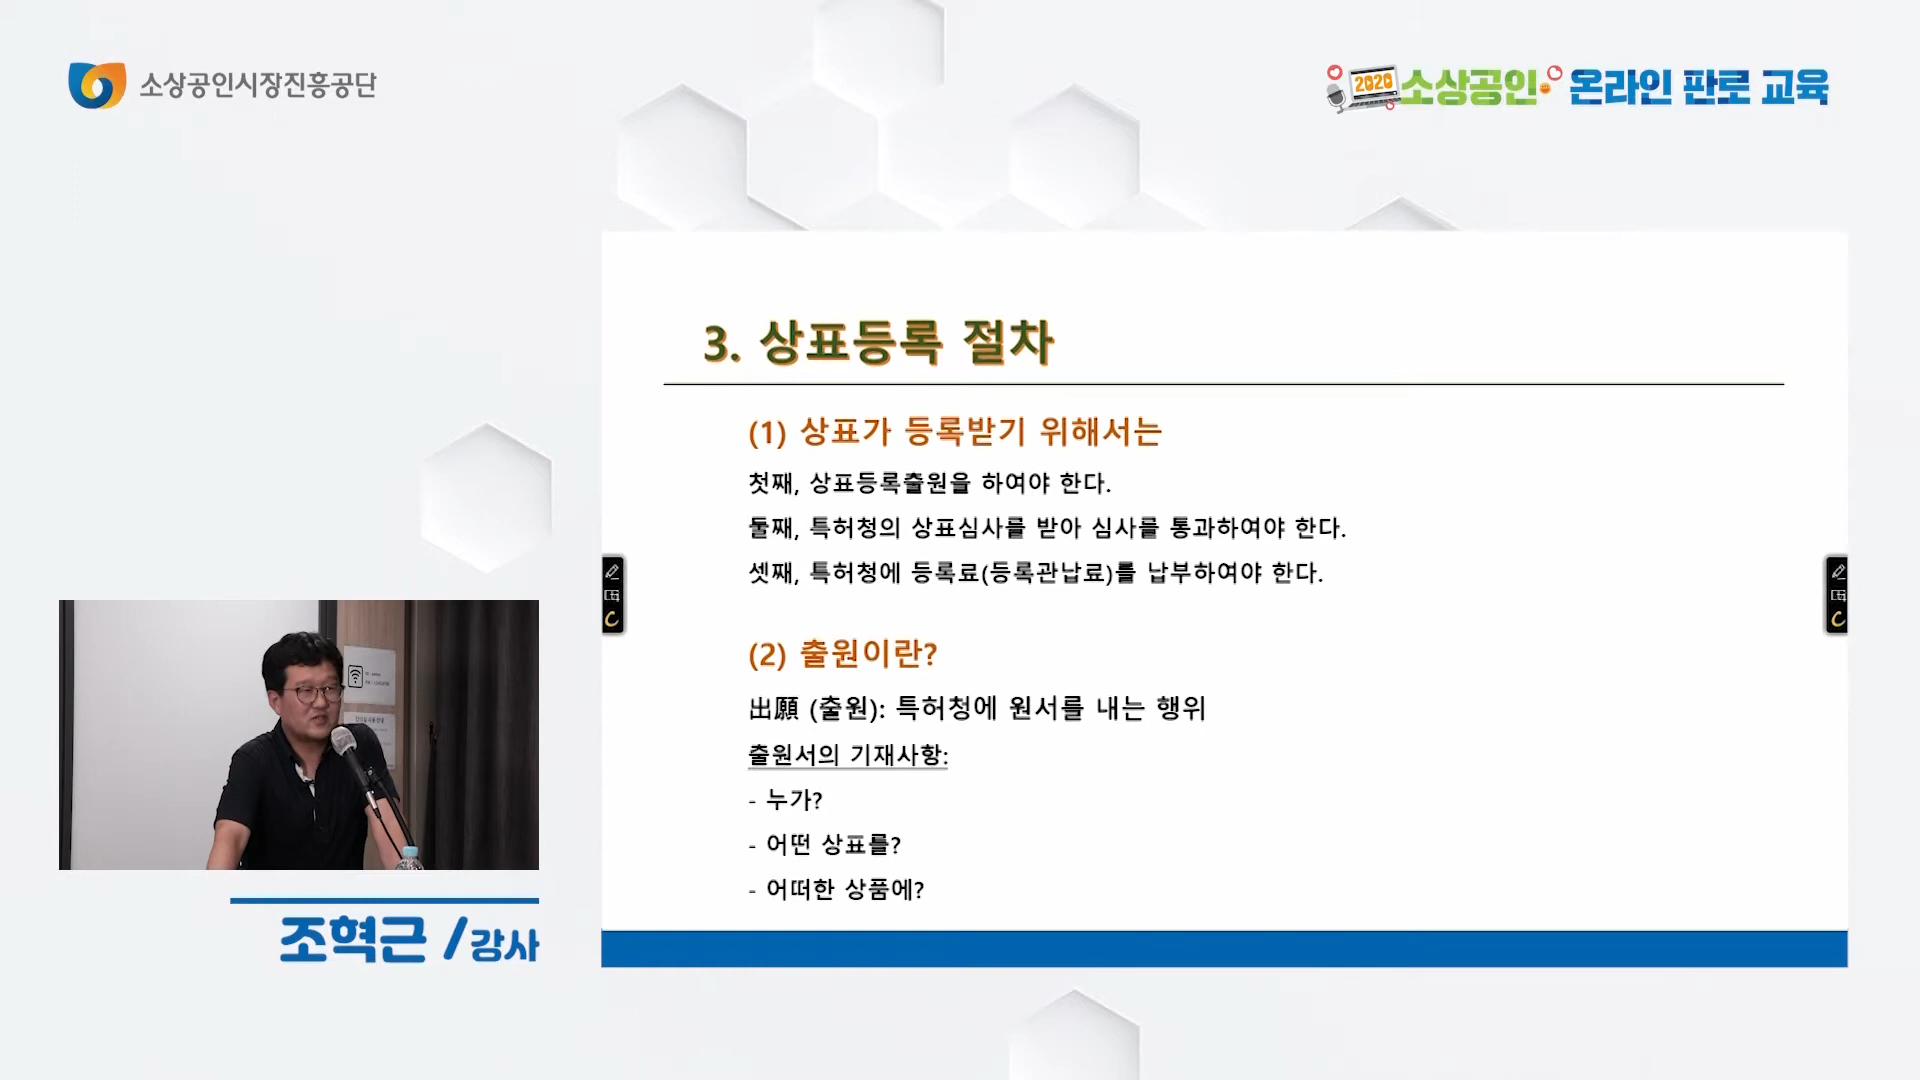 소상공인시장진흥공단
2020 소상공인 온라인 판로 교육
3. 상표등록 절차
(1) 상표가 등록받기 위해서는
첫째, 상표등록출원을 하여야 한다.
둘째, 특허청의 상표심사를 받아 심사를 통과하여야 한다.
셋째, 특허청에 등록료(등록관납료)를 납부하여야 한다.
(2) 출원이란?
出願 (출원): 특허청에 원서를 내는 행위
출원서의 기재사항:
- 누가?
- 어떤 상표를?
- 어떠한 상품에?
조혁근 / 강사